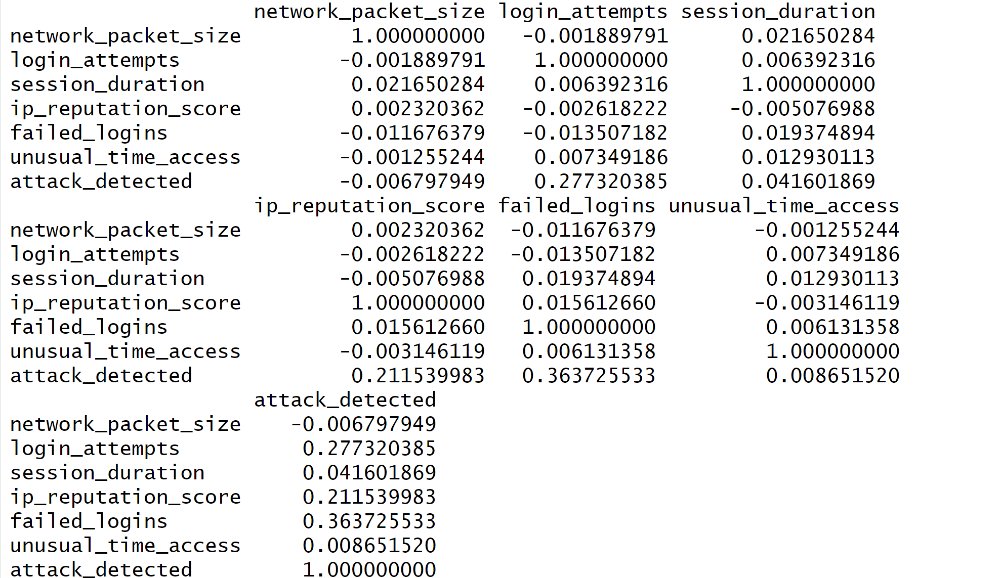 network_packet_size login_attempts session_duration
network_packet_size 1.000000000 -0.001889791 0.021650284
login_attempts -0.001889791 1.000000000 0.006392316
session_duration 0.021650284 0.006392316 1.000000000
ip_reputation_score 0.002320362 -0.002618222 -0.005076988
failed_logins -0.011676379 -0.013507182 0.019374894
unusual_time_access -0.001255244 0.007349186 0.012930113
attack_detected -0.006797949 0.277320385 0.041601869
ip_reputation_score failed_logins unusual_time_access
network_packet_size 0.002320362 -0.011676379 -0.001255244
login_attempts -0.002618222 -0.013507182 0.007349186
session_duration -0.005076988 0.019374894 0.012930113
ip_reputation_score 1.000000000 0.015612660 -0.003146119
failed_logins 0.015612660 1.000000000 0.006131358
unusual_time_access -0.003146119 0.006131358 1.000000000
attack_detected 0.211539983 0.363725533 0.008651520
attack_detected
network_packet_size -0.006797949
login_attempts 0.277320385
session_duration 0.041601869
ip_reputation_score 0.211539983
failed_logins 0.363725533
unusual_time_access 0.008651520
attack_detected 1.000000000